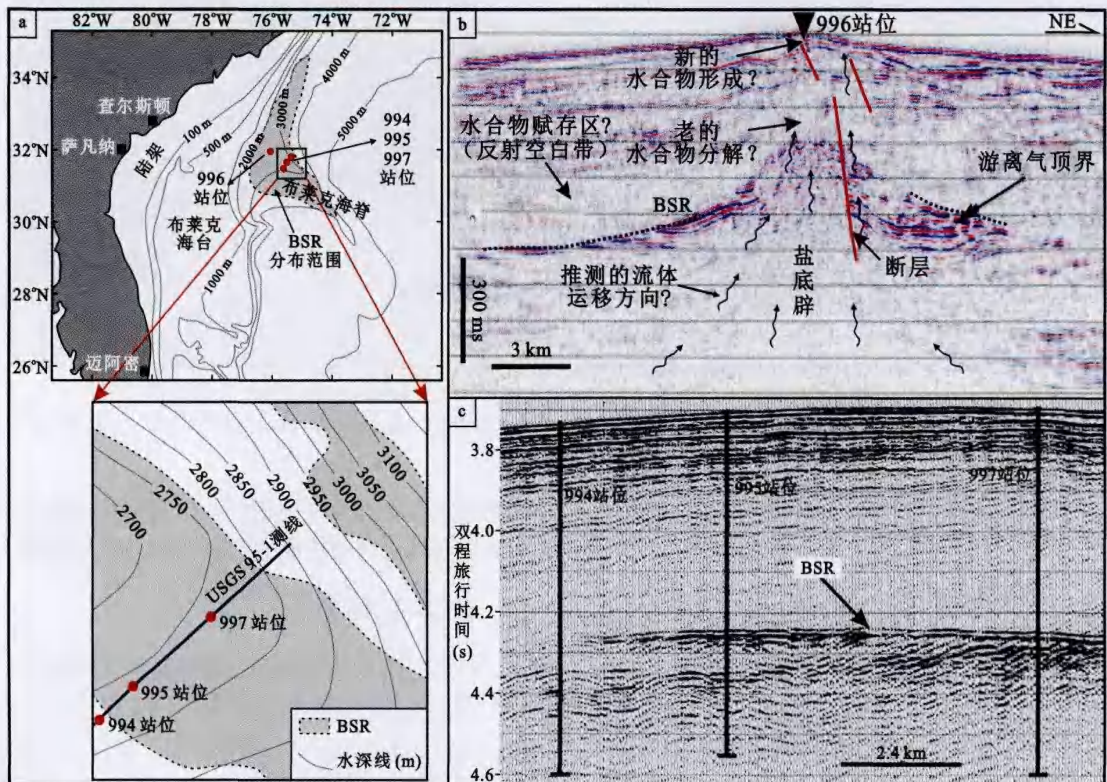 a
82°W 80°W 78°W 76°W 74°W
34°N
32°N
30°N
28°N
26°N
查尔斯顿
萨凡纳
迈阿密
陆架
100 m
500 m
2000 m
3000 m
4000 m
5000 m
1000 m
994
995
997
站位
996
站位
布莱克海脊
布莱克
海台
BSR
分布范围
2700
2750
2800
2850
2900
2950
3000
3050
3100
USGS 95-1测线
997 站位
995 站位
994 站位
BSR
水深线 (m)
b
996站位
NE
新的
水合物形成？
水合物赋存区？
（反射空白带）
老的
水合物分解？
游离气顶界
BSR
推测的流体
运移方向？
盐
底
辟
断层
300 ms
3 km
c
3.8
4.0
4.2
4.4
4.6
双程旅行时间
(s)
994站位
995站位
997站位
BSR
2.4 km